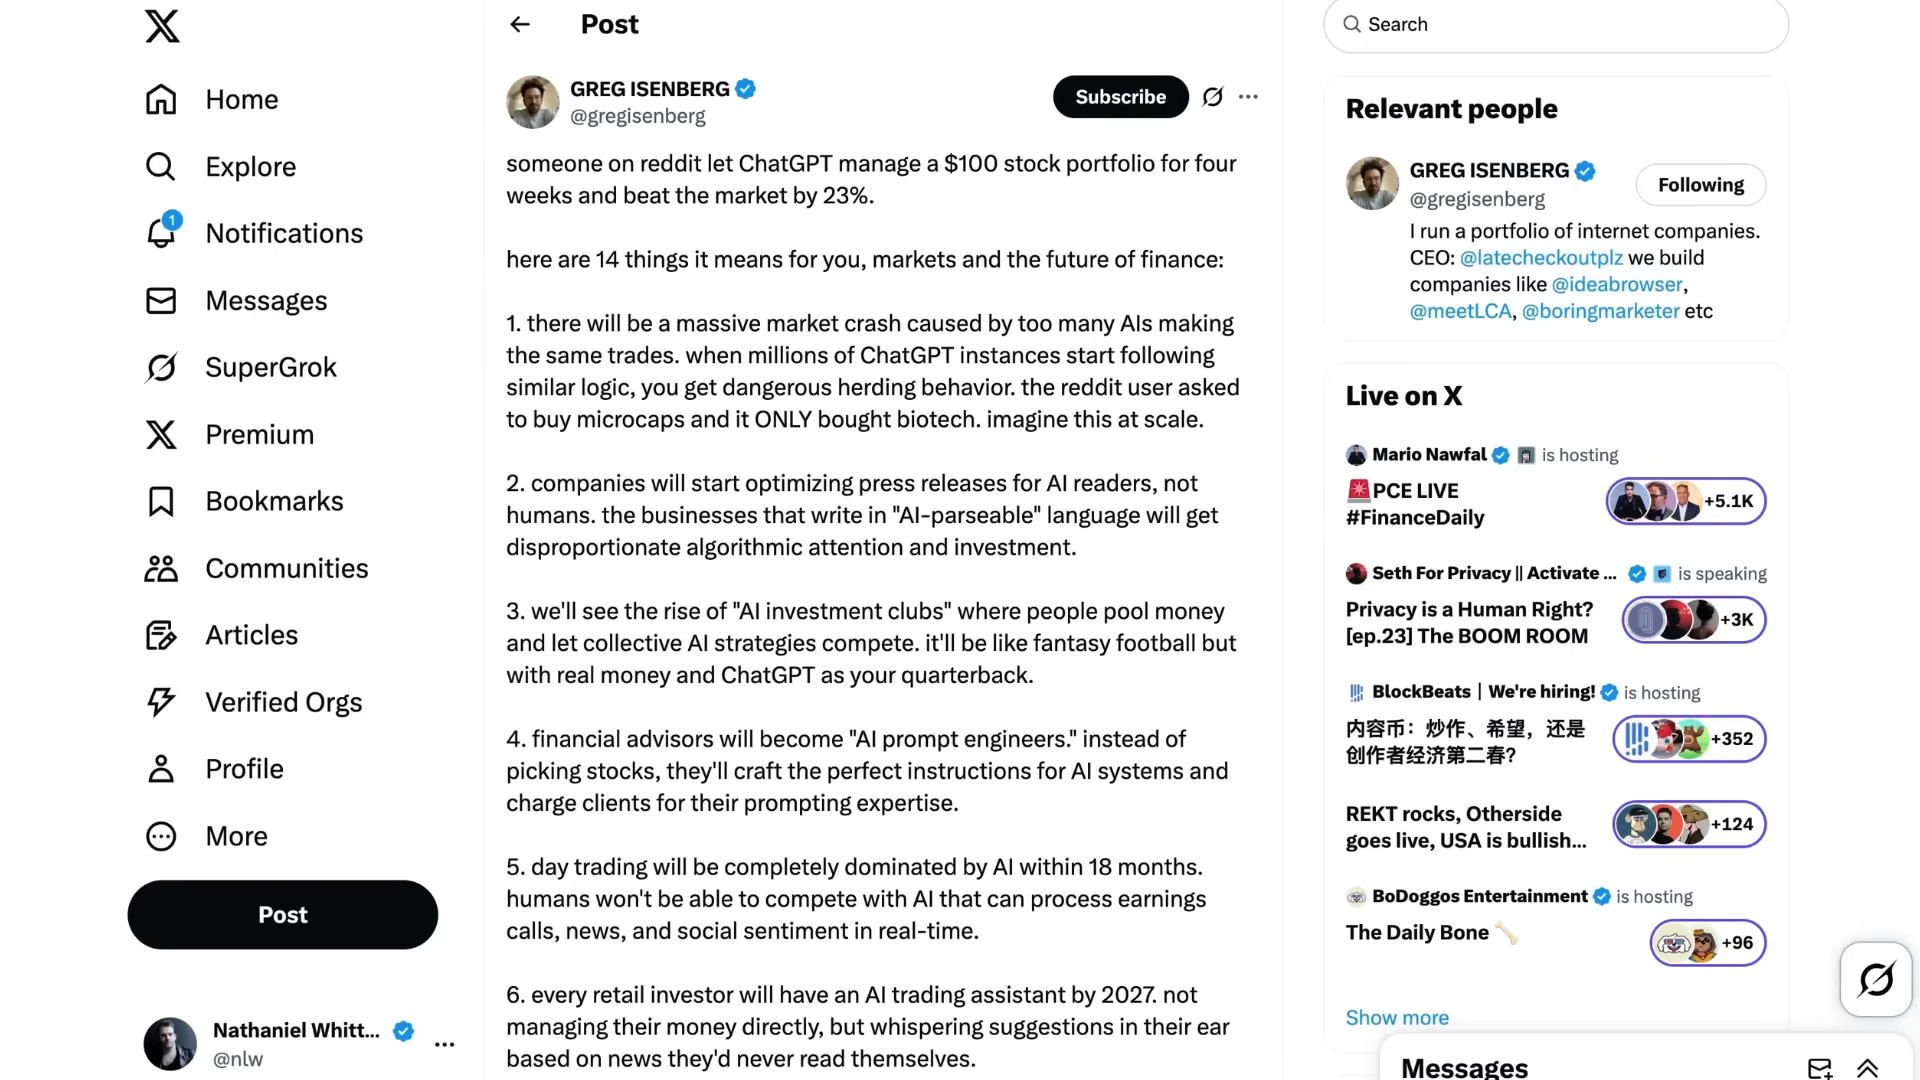 Home
Explore
1
Notifications
Messages
SuperGrok
Premium
Bookmarks
Communities
Articles
Verified Orgs
Profile
More
Post
Nathaniel Whitt...
@nlw
Post
GREG ISENBERG
@gregisenberg
Subscribe
someone on reddit let ChatGPT manage a $100 stock portfolio for four
weeks and beat the market by 23%.
here are 14 things it means for you, markets and the future of finance:
1. there will be a massive market crash caused by too many AIs making
the same trades. when millions of ChatGPT instances start following
similar logic, you get dangerous herding behavior. the reddit user asked
to buy microcaps and it ONLY bought biotech. imagine this at scale.
2. companies will start optimizing press releases for AI readers, not
humans. the businesses that write in "AI-parseable" language will get
disproportionate algorithmic attention and investment.
3. we'll see the rise of "AI investment clubs" where people pool money
and let collective AI strategies compete. it'll be like fantasy football but
with real money and ChatGPT as your quarterback.
4. financial advisors will become "AI prompt engineers." instead of
picking stocks, they'll craft the perfect instructions for AI systems and
charge clients for their prompting expertise.
5. day trading will be completely dominated by AI within 18 months.
humans won't be able to compete with AI that can process earnings
calls, news, and social sentiment in real-time.
6. every retail investor will have an AI trading assistant by 2027. not
managing their money directly, but whispering suggestions in their ear
based on news they'd never read themselves.
Search
Relevant people
GREG ISENBERG
@gregisenberg
Following
I run a portfolio of internet companies.
CEO: @latecheckoutplz we build
companies like @ideabrowser,
@meetLCA, @boringmarketer etc
Live on X
Mario Nawfal is hosting
🚨PCE LIVE
#FinanceDaily
+5.1K
Seth For Privacy || Activate ... is speaking
Privacy is a Human Right?
[ep.23] The BOOM ROOM
+3K
BlockBeats | We're hiring! is hosting
内容币：炒作、希望，还是
创作者经济第二春?
+352
REKT rocks, Otherside
goes live, USA is bullish...
+124
BoDoggos Entertainment is hosting
The Daily Bone 🦴
+96
Show more
Messages